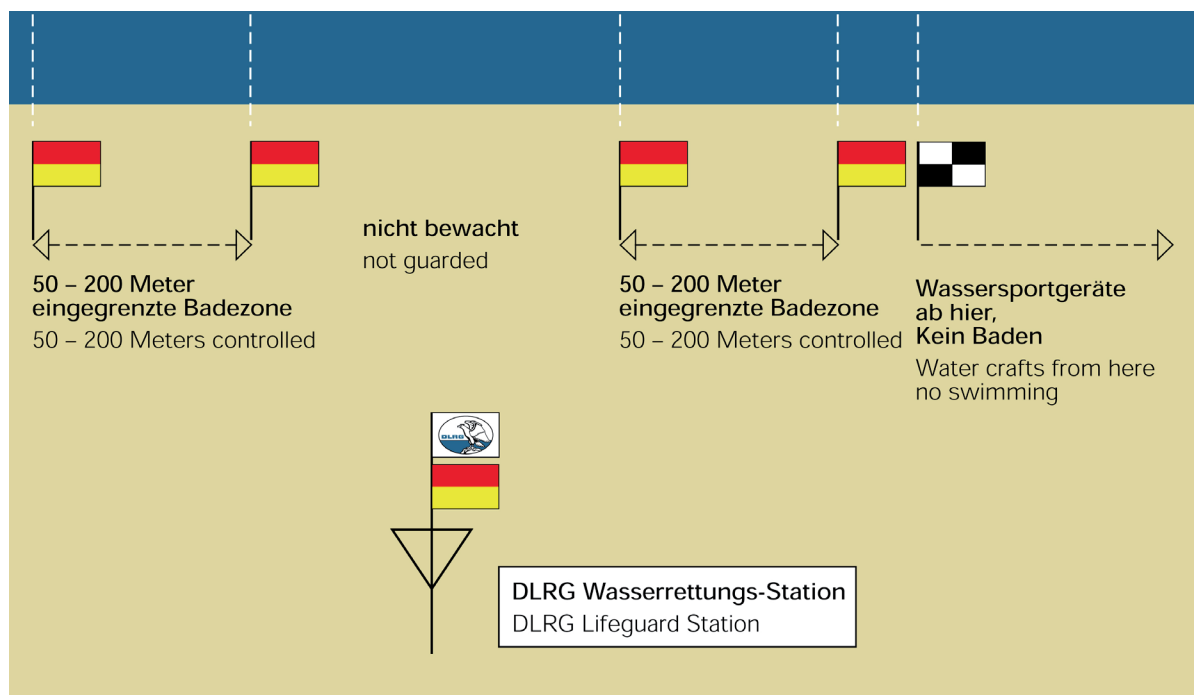 nicht bewacht
not guarded
50 – 200 Meter
eingegrenzte Badezone
50 – 200 Meters controlled
50 – 200 Meter
eingegrenzte Badezone
50 – 200 Meters controlled
Wassersportgeräte
ab hier,
Kein Baden
Water crafts from here
no swimming
DLRG
DLRG Wasserrettungs-Station
DLRG Lifeguard Station